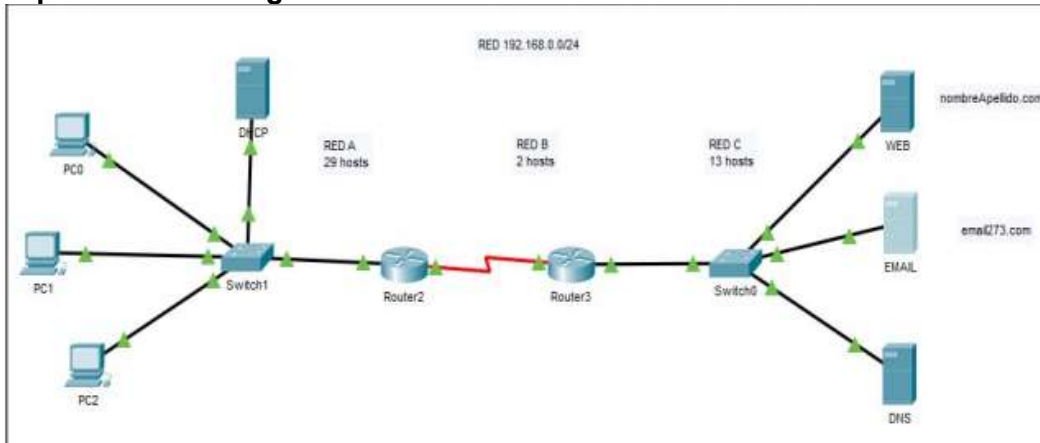 RED 192.168.0.0/24
nombreApellido.com
DHCP
RED A
29 hosts
RED B
2 hosts
RED C
13 hosts
WEB
PC0
email273.com
EMAIL
PC1
Switch1
Router2
Router3
Switch0
PC2
DNS